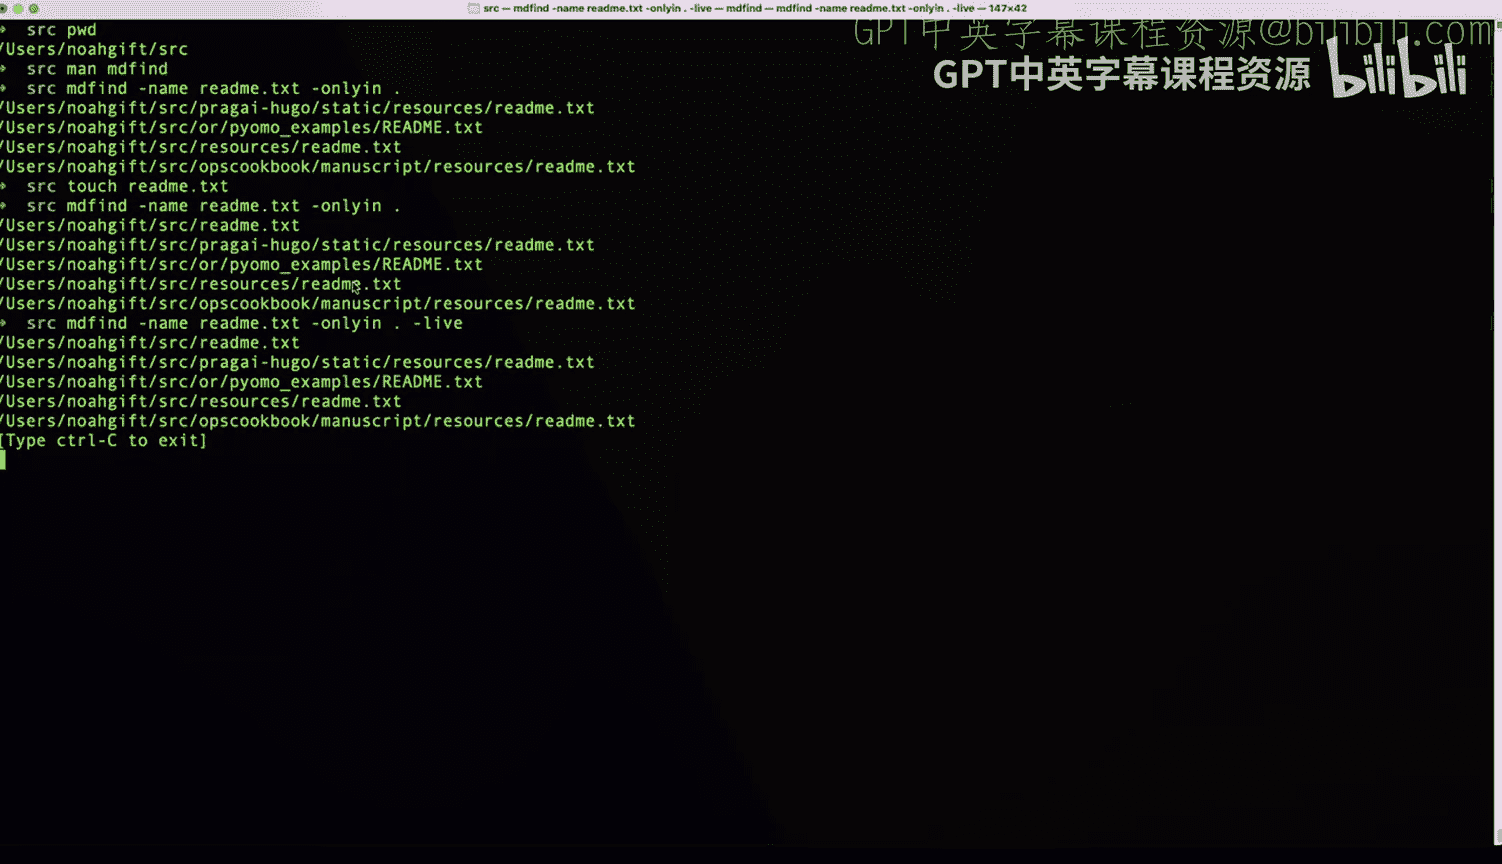 src — mdfind -name readme.txt -onlyin . -live — mdfind — mdfind -name readme.txt -onlyin . -live — 147×42
GPT中英字幕课程资源@bilibili.com
GPT中英字幕课程资源 bilibili
src pwd
/Users/noahgift/src
src man mdfind
src mdfind -name readme.txt -onlyin .
/Users/noahgift/src/pragai-hugo/static/resources/readme.txt
/Users/noahgift/src/or/pyomo_examples/README.txt
/Users/noahgift/src/resources/readme.txt
/Users/noahgift/src/opscookbook/manuscript/resources/readme.txt
src touch readme.txt
src mdfind -name readme.txt -onlyin .
/Users/noahgift/src/readme.txt
/Users/noahgift/src/pragai-hugo/static/resources/readme.txt
/Users/noahgift/src/or/pyomo_examples/README.txt
/Users/noahgift/src/resources/readme.txt
/Users/noahgift/src/opscookbook/manuscript/resources/readme.txt
src mdfind -name readme.txt -onlyin . -live
/Users/noahgift/src/readme.txt
/Users/noahgift/src/pragai-hugo/static/resources/readme.txt
/Users/noahgift/src/or/pyomo_examples/README.txt
/Users/noahgift/src/resources/readme.txt
/Users/noahgift/src/opscookbook/manuscript/resources/readme.txt
[Type ctrl-C to exit]